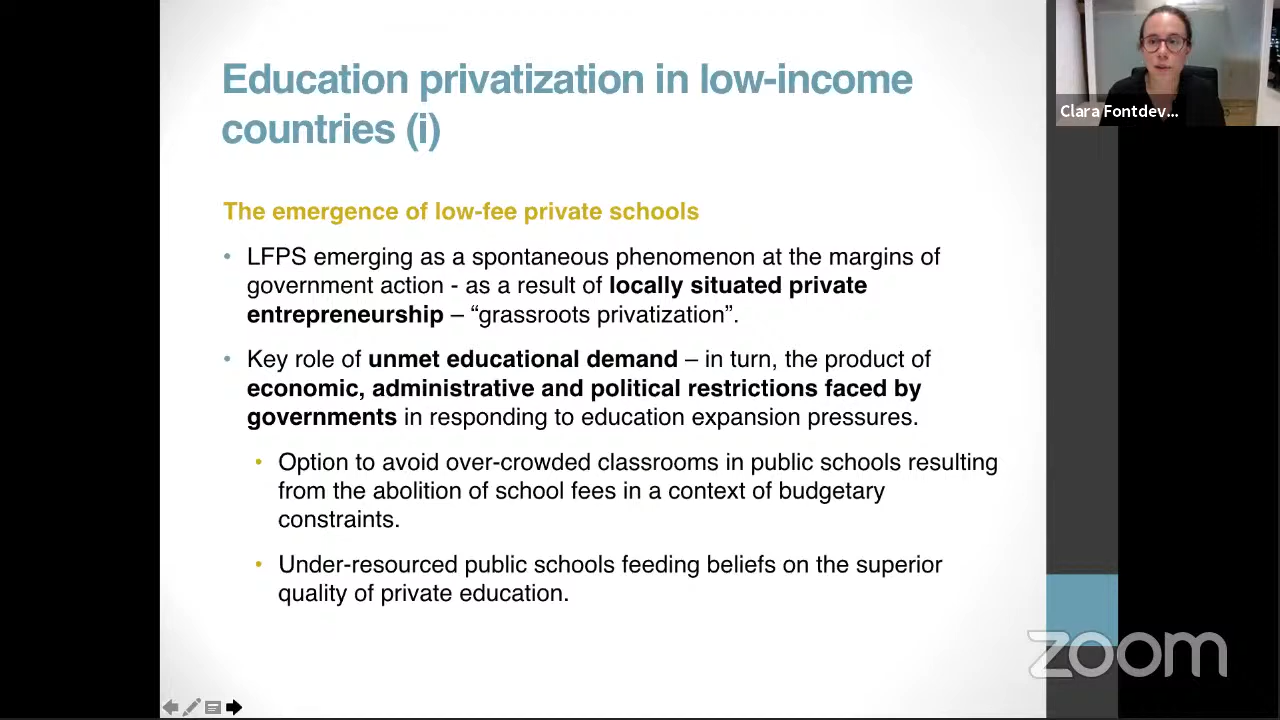 Education privatization in low-income
countries (i)
The emergence of low-fee private schools
• LFPS emerging as a spontaneous phenomenon at the margins of
government action - as a result of locally situated private
entrepreneurship – “grassroots privatization”.
• Key role of unmet educational demand – in turn, the product of
economic, administrative and political restrictions faced by
governments in responding to education expansion pressures.
• Option to avoid over-crowded classrooms in public schools resulting
from the abolition of school fees in a context of budgetary
constraints.
• Under-resourced public schools feeding beliefs on the superior
quality of private education.
Clara Fontdev...
zoom